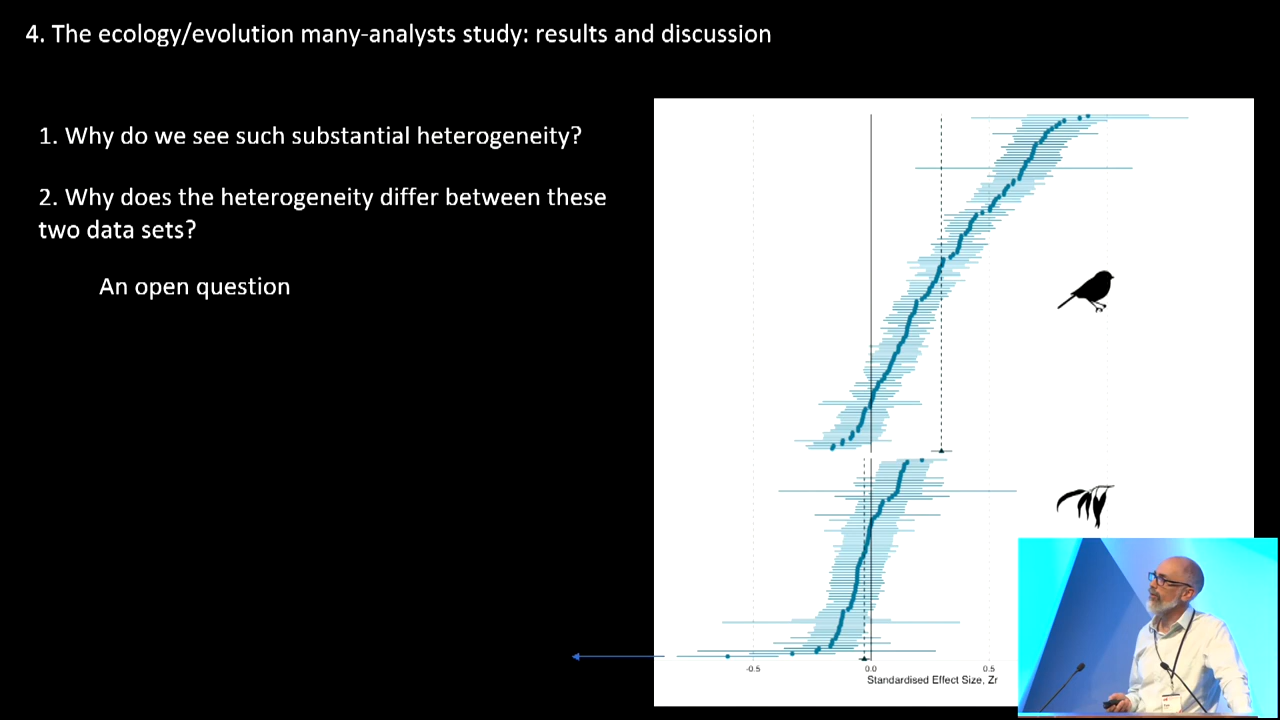 4. The ecology/evolution many-analysts study: results and discussion
1. Why do we see such substantial heterogeneity?
2. Why does the heterogeneity differ between these
two data sets?
An open question
-0.5
0.0
0.5
Standardised Effect Size, Zr